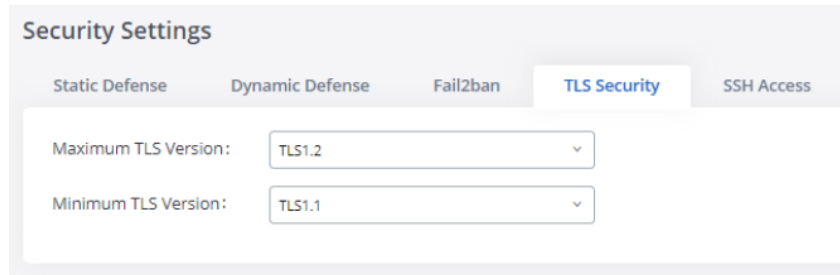 Security Settings
Static Defense Dynamic Defense Fail2ban TLS Security SSH Access
Maximum TLS Version: TLS1.2
Minimum TLS Version: TLS1.1